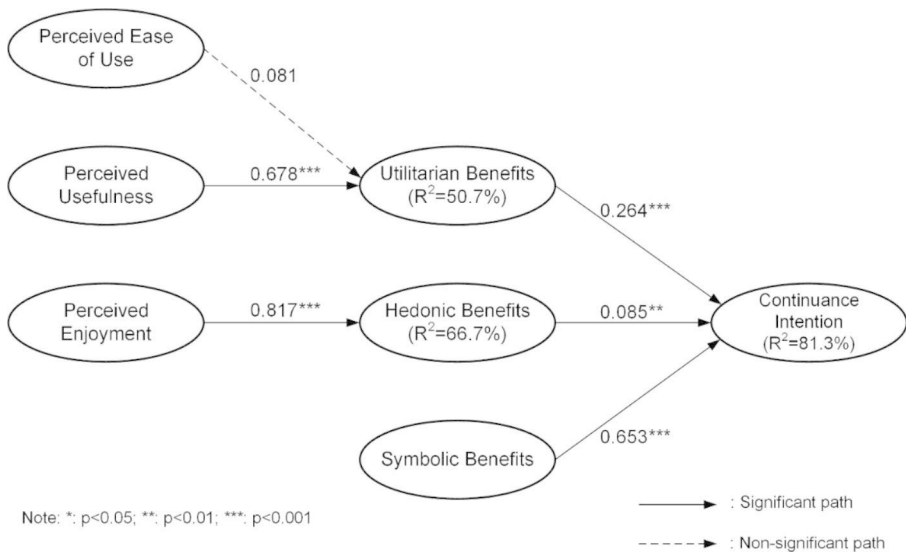 Perceived Ease
of Use
0.081
Perceived
Usefulness
0.678***
Utilitarian Benefits
(R²=50.7%)
0.264***
Perceived
Enjoyment
0.817***
Hedonic Benefits
(R²=66.7%)
0.085**
Continuance
Intention
(R²=81.3%)
0.653***
Symbolic Benefits
Note: *: p<0.05; **: p<0.01; ***: p<0.001
: Significant path
: Non-significant path